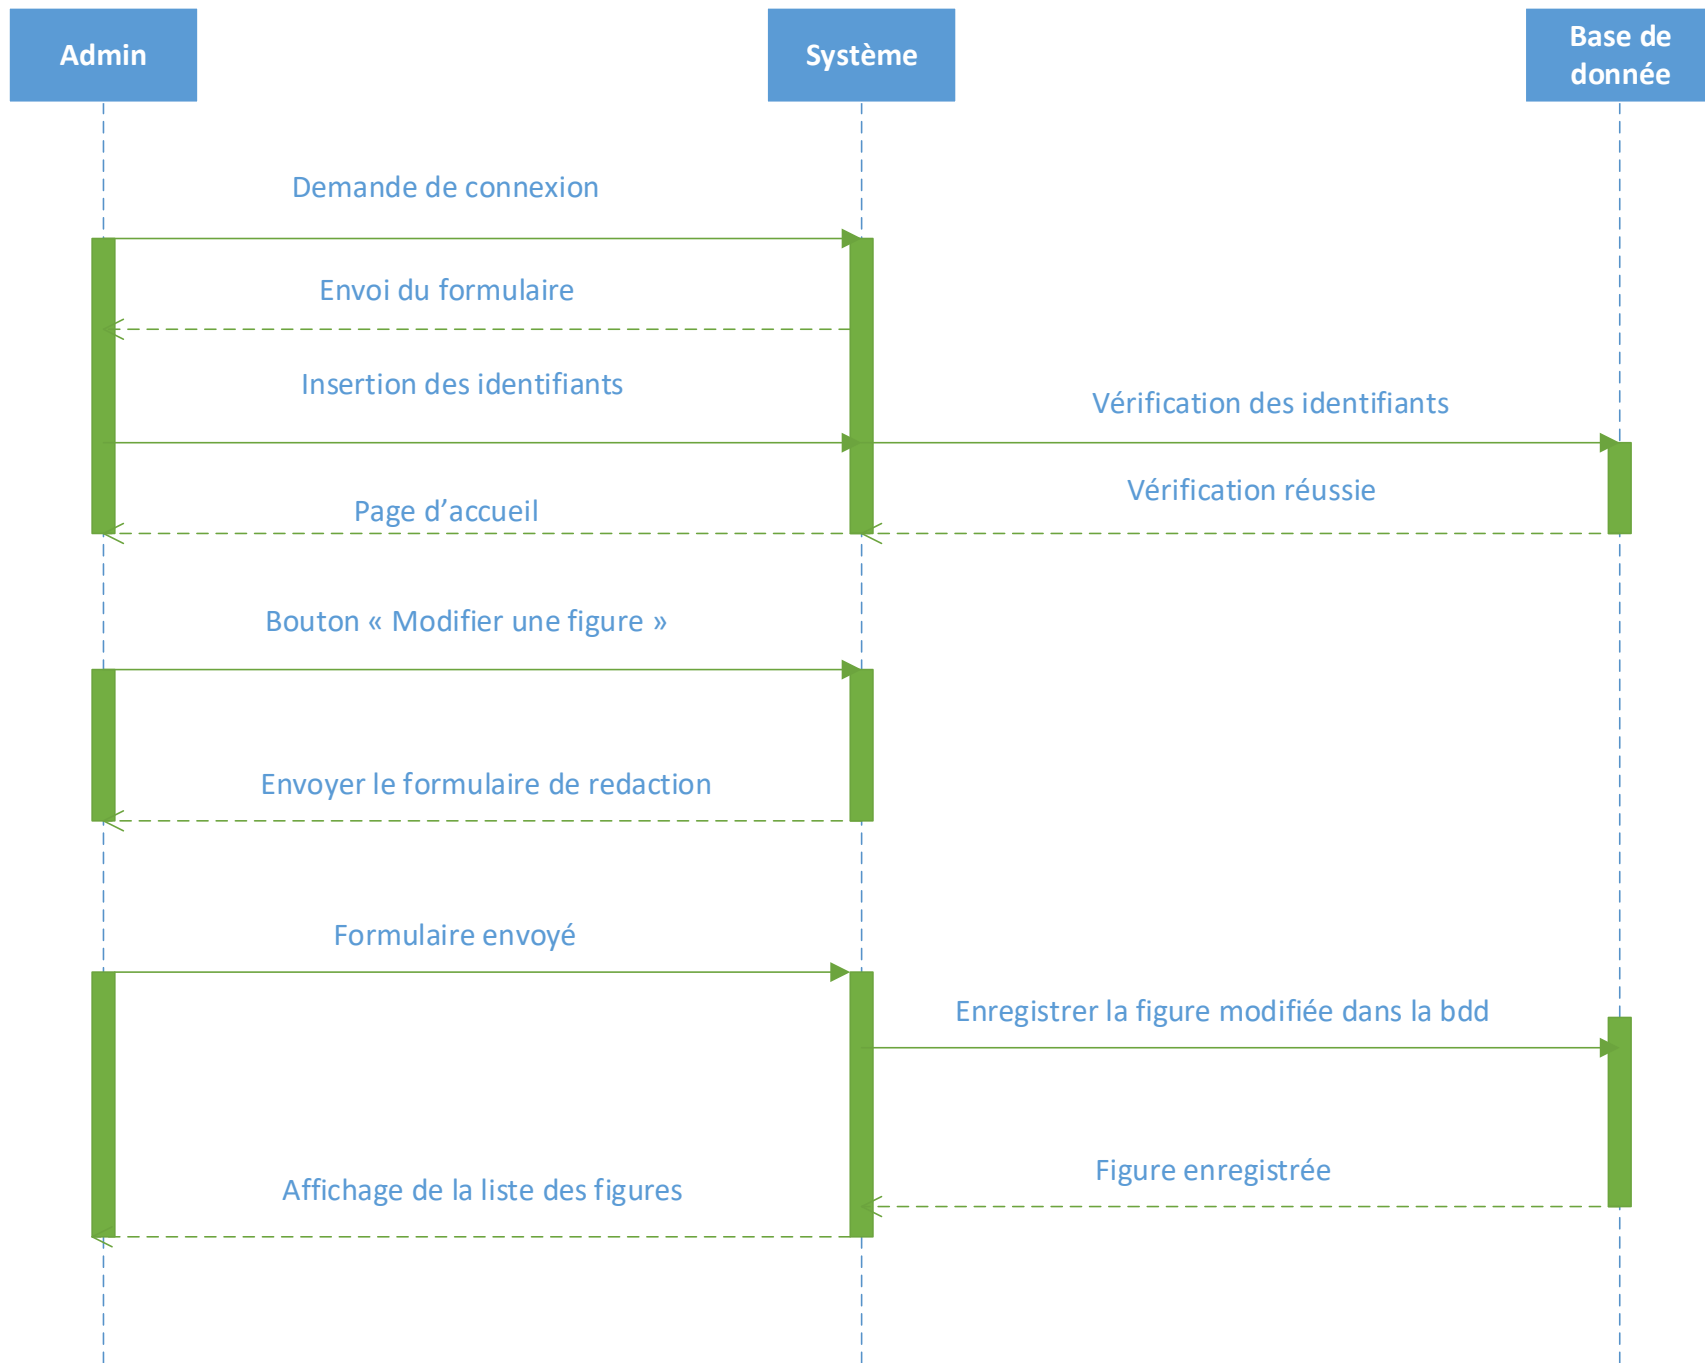 Admin
Système
Base de
donnée
Demande de connexion
Envoi du formulaire
Insertion des identifiants
Vérification des identifiants
Vérification réussie
Page d’accueil
Bouton « Modifier une figure »
Envoyer le formulaire de redaction
Formulaire envoyé
Enregistrer la figure modifiée dans la bdd
Figure enregistrée
Affichage de la liste des figures